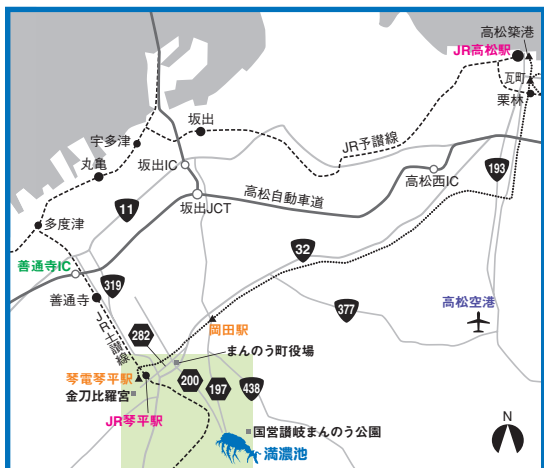 高松築港
JR高松駅
瓦町
栗林
坂出
宇多津
JR予讃線
丸亀
坂出IC
高松西IC
193
高松自動車道
坂出JCT
11
多度津
32
善通寺IC
319
善通寺
377
高松空港
JR土讃線
岡田駅
282
まんのう町役場
琴電琴平駅
200
197
438
金刀比羅宮
JR琴平駅
国営讃岐まんのう公園
満濃池
N